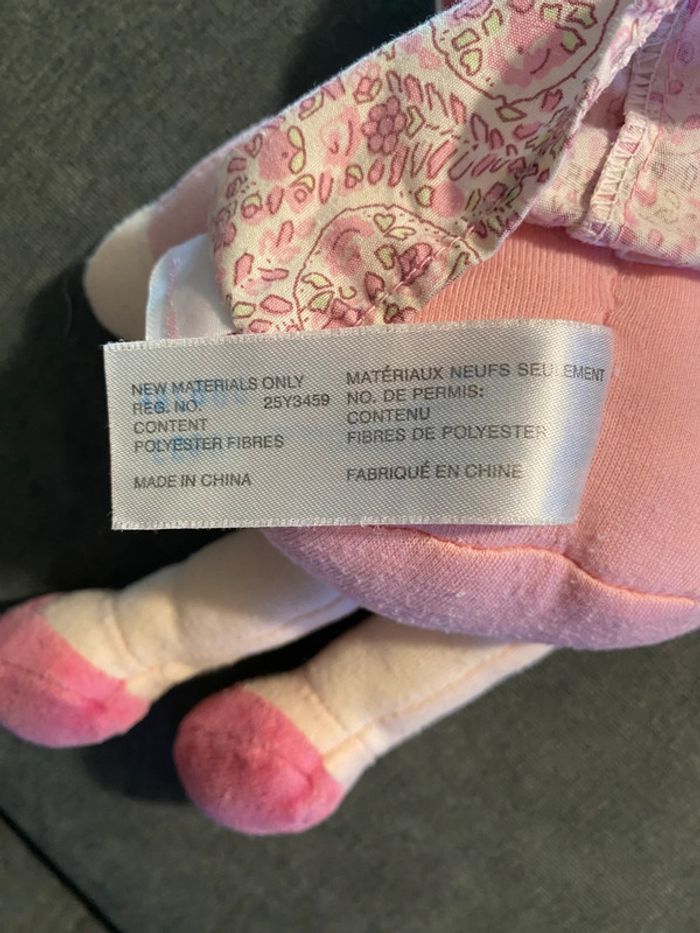 NEW MATERIALS ONLY
REG. NO. 25Y3459
CONTENT
POLYESTER FIBRES
MADE IN CHINA
MATÉRIAUX NEUFS SEULEMENT
NO. DE PERMIS:
CONTENU
FIBRES DE POLYESTER
FABRIQUÉ EN CHINE